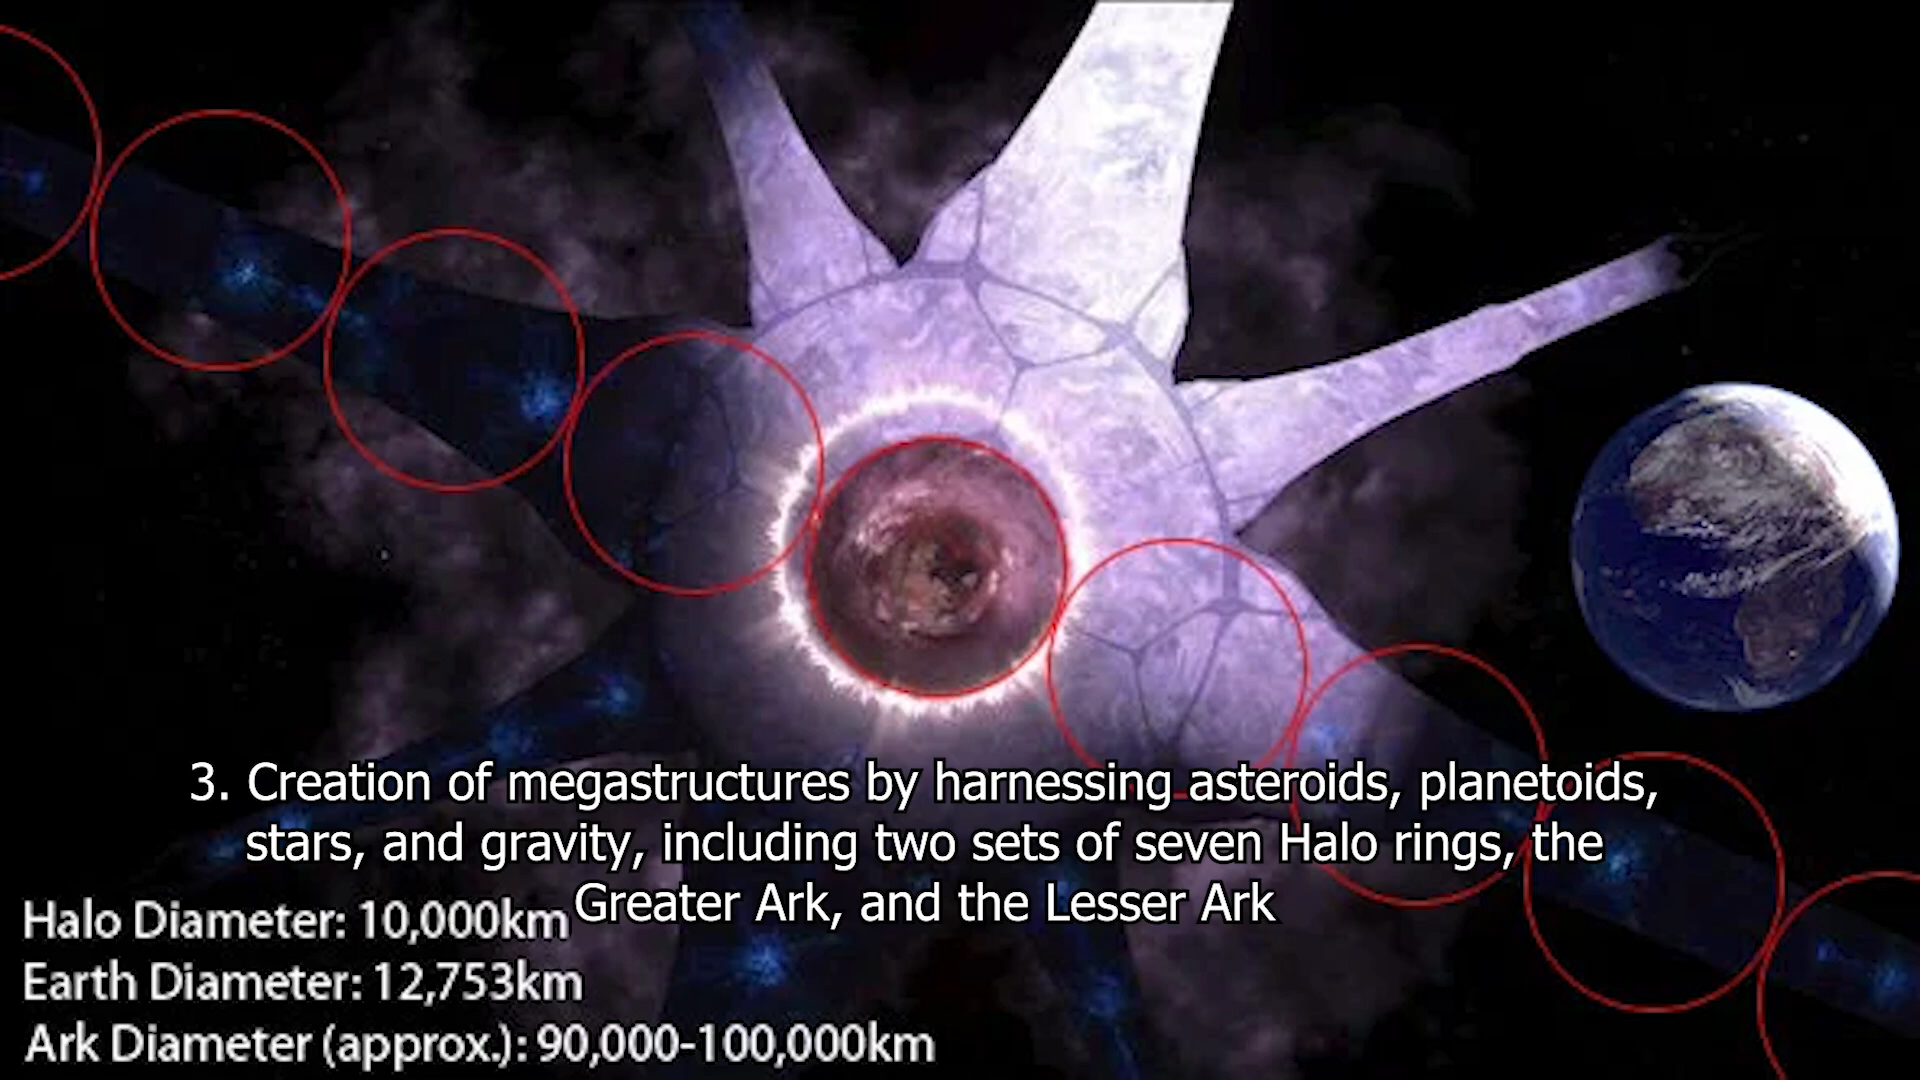 3. Creation of megastructures by harnessing asteroids, planetoids,
stars, and gravity, including two sets of seven Halo rings, the
Greater Ark, and the Lesser Ark
Halo Diameter: 10,000km
Earth Diameter: 12,753km
Ark Diameter (approx.): 90,000-100,000km